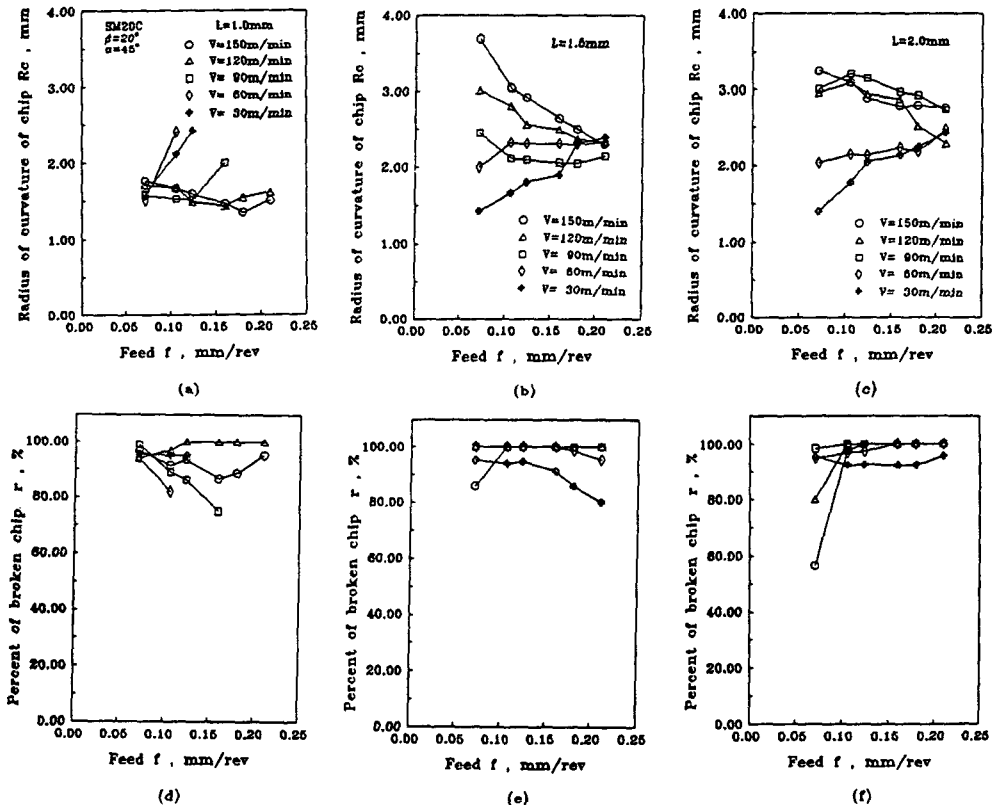 Radius of curvature of chip Rc , mm
4.00
3.00
2.00
1.00
0.00
0.00 0.05 0.10 0.15 0.20 0.25
Feed f , mm/rev
L=1.0mm
β=20°
α=45°
V=150m/min
V=120m/min
V= 90m/min
V= 60m/min
V= 30m/min
(a)
Radius of curvature of chip Rc , mm
4.00
3.00
2.00
1.00
0.00
0.00 0.05 0.10 0.15 0.20 0.25
Feed f , mm/rev
V=150m/min
V=120m/min
V= 90m/min
V= 60m/min
V= 30m/min
(b)
Radius of curvature of chip Rc , mm
4.00
3.00
2.00
1.00
0.00
0.00 0.05 0.10 0.15 0.20 0.25
Feed f , mm/rev
L=2.0mm
V=150m/min
V=120m/min
V= 90m/min
V= 60m/min
V= 30m/min
(c)
Percent of broken chip r , %
100.00
80.00
60.00
40.00
20.00
0.00
0.00 0.05 0.10 0.15 0.20 0.25
Feed f , mm/rev
(d)
Percent of broken chip r , %
100.00
80.00
60.00
40.00
20.00
0.00
0.00 0.05 0.10 0.15 0.20 0.25
Feed f , mm/rev
(e)
Percent of broken chip r , %
100.00
80.00
60.00
40.00
20.00
0.00
0.00 0.05 0.10 0.15 0.20 0.25
Feed f , mm/rev
(f)